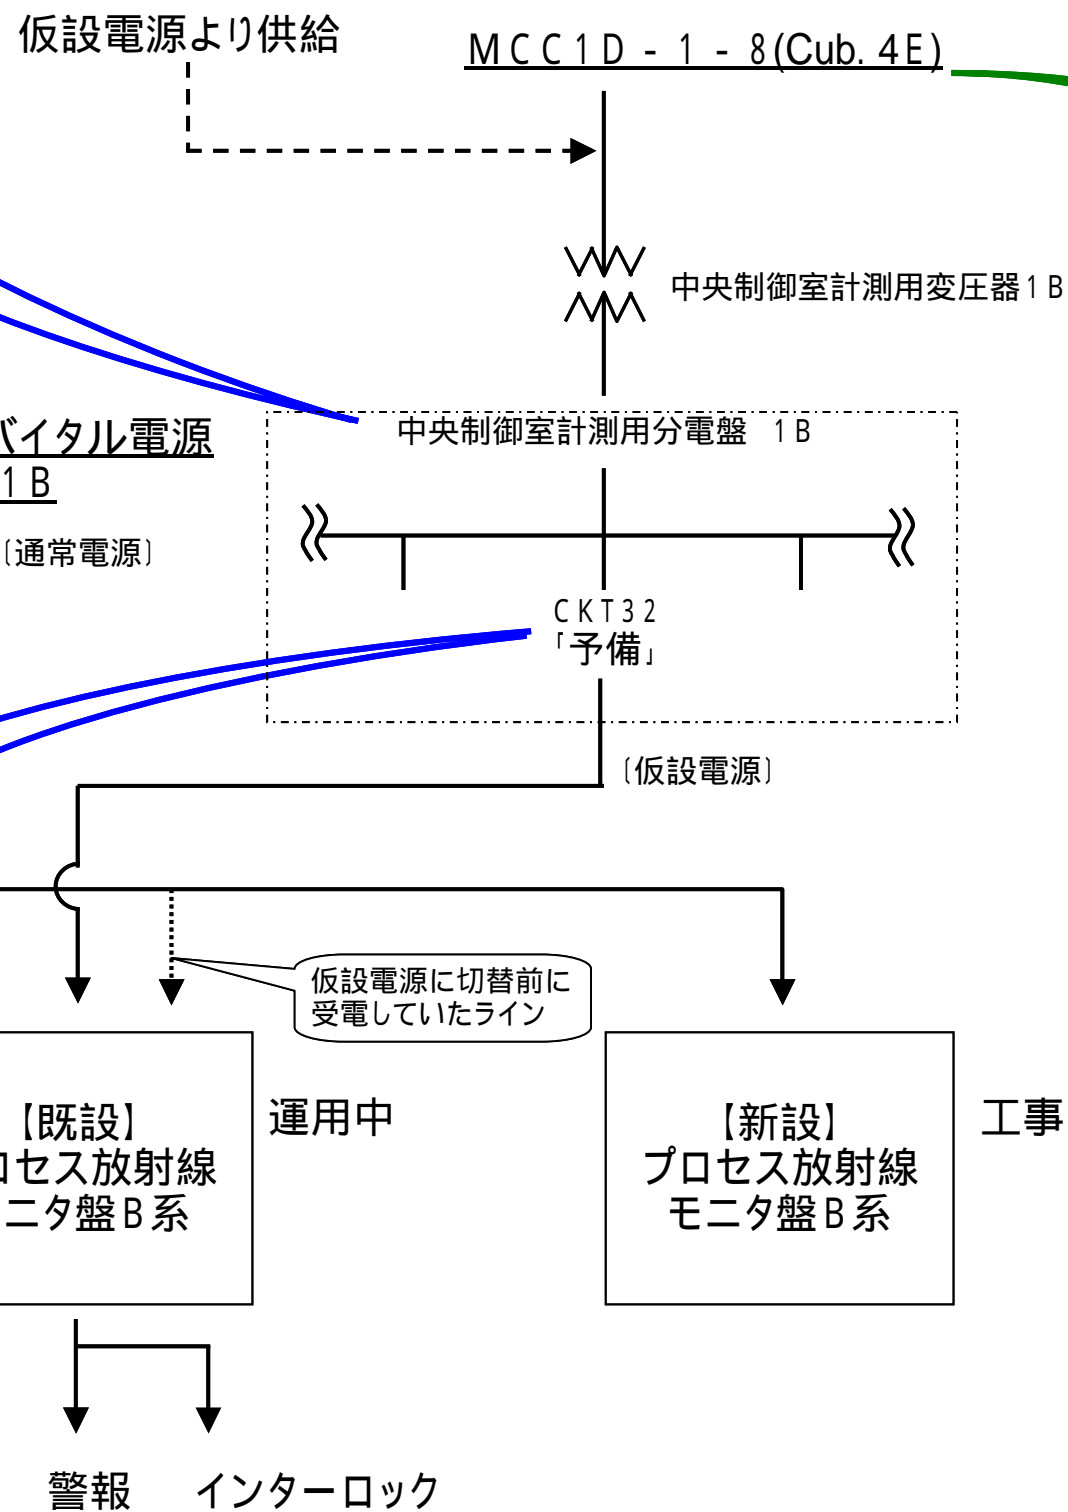 仮設電源より供給
MCC1D - 1 - 8(Cub. 4E)
中央制御室計測用変圧器1B
バイタル電源
1B
中央制御室計測用分電盤 1B
〔通常電源〕
CKT32
「予備」
〔仮設電源〕
仮設電源に切替前に
受電していたライン
【既設】
ロセス放射線
ニタ盤B系
運用中
【新設】
プロセス放射線
モニタ盤B系
工事
警報 インターロック